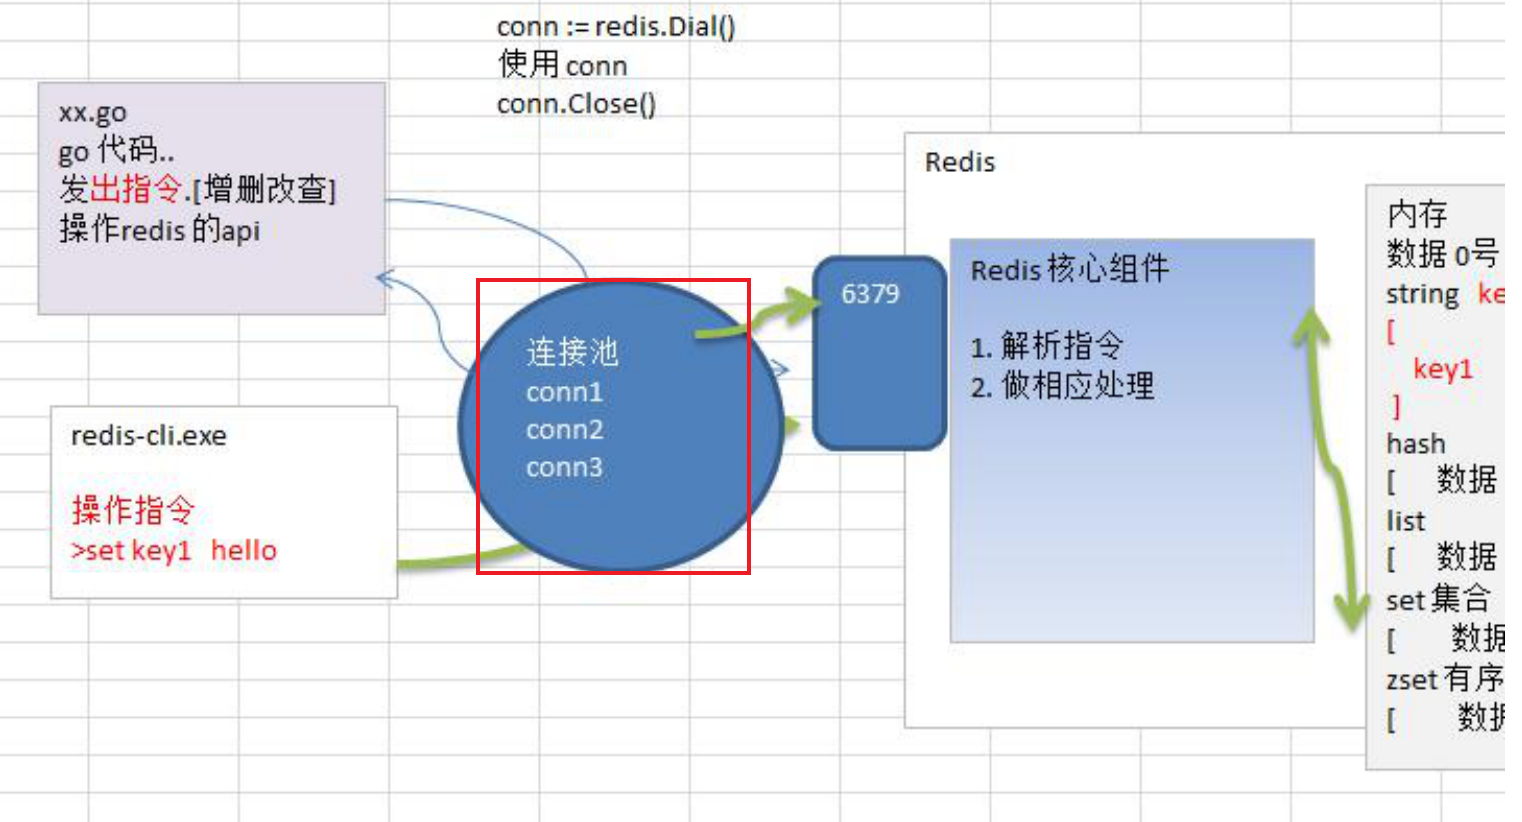 conn := redis.Dial()
使用 conn
conn.Close()
xx.go
go 代码..
发出指令.[增删改查]
操作redis 的api
redis-cli.exe
操作指令
>set key1 hello
连接池
conn1
conn2
conn3
6379
Redis
Redis 核心组件
1. 解析指令
2. 做相应处理
内存
数据 0号
string ke
[
key1
]
hash
[ 数据
list
[ 数据
set 集合
[ 数据
zset 有序
[ 数据